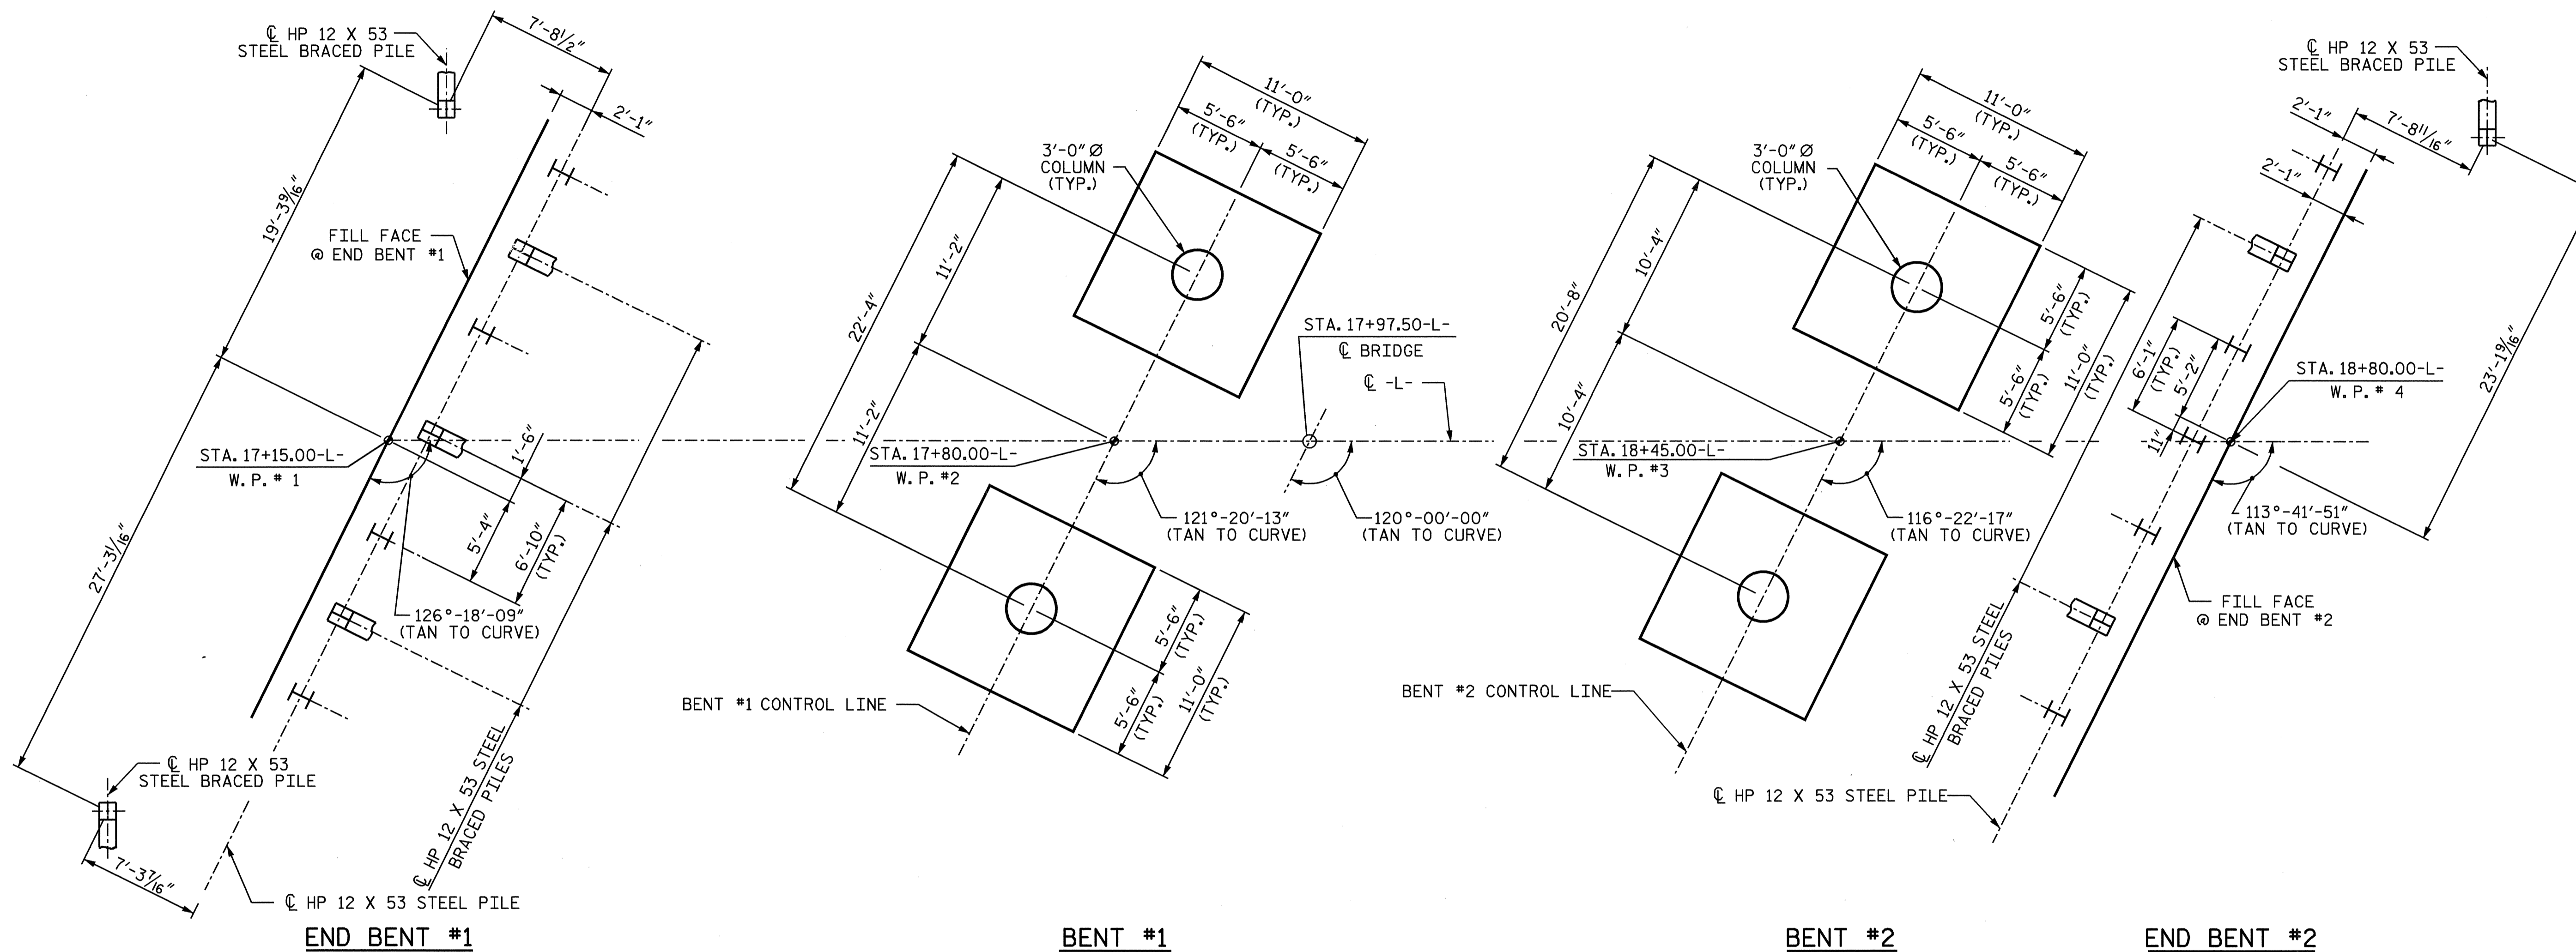 ℄ HP 12 X 53
STEEL BRACED PILE
7'-8 1/2"
2'-1"
19'-3 9/16"
FILL FACE
@ END BENT #1
STA. 17+15.00-L-
W.P. # 1
1'-6"
5'-4"
6'-10"
(TYP.)
27'-3 1/16"
126°-18'-09"
(TAN TO CURVE)
℄ HP 12 X 53
STEEL BRACED PILE
7'-3 7/16"
℄ HP 12 X 53 STEEL
BRACED PILES
℄ HP 12 X 53 STEEL PILE
END BENT #1
11'-0"
(TYP.)
5'-6"
(TYP.)
5'-6"
(TYP.)
3'-0" Ø
COLUMN
(TYP.)
11'-2"
22'-4"
11'-2"
STA. 17+80.00-L-
W.P. #2
121°-20'-13"
(TAN TO CURVE)
5'-6"
(TYP.)
5'-6"
(TYP.)
11'-0"
(TYP.)
BENT #1 CONTROL LINE
BENT #1
STA. 17+97.50-L-
℄ BRIDGE
℄ -L-
120°-00'-00"
(TAN TO CURVE)
11'-0"
(TYP.)
5'-6"
(TYP.)
5'-6"
(TYP.)
3'-0" Ø
COLUMN
(TYP.)
10'-4"
20'-8"
10'-4"
5'-6"
(TYP.)
5'-6"
(TYP.)
11'-0"
(TYP.)
STA. 18+45.00-L-
W.P. #3
116°-22'-17"
(TAN TO CURVE)
BENT #2 CONTROL LINE
BENT #2
℄ HP 12 X 53
STEEL BRACED PILE
2'-1"
7'-8 11/16"
2'-1"
6'-1"
(TYP.)
5'-2"
11"
STA. 18+80.00-L-
W.P. # 4
23'-1 9/16"
113°-41'-51"
(TAN TO CURVE)
FILL FACE
@ END BENT #2
℄ HP 12 X 53 STEEL
BRACED PILES
℄ HP 12 X 53 STEEL PILE
END BENT #2